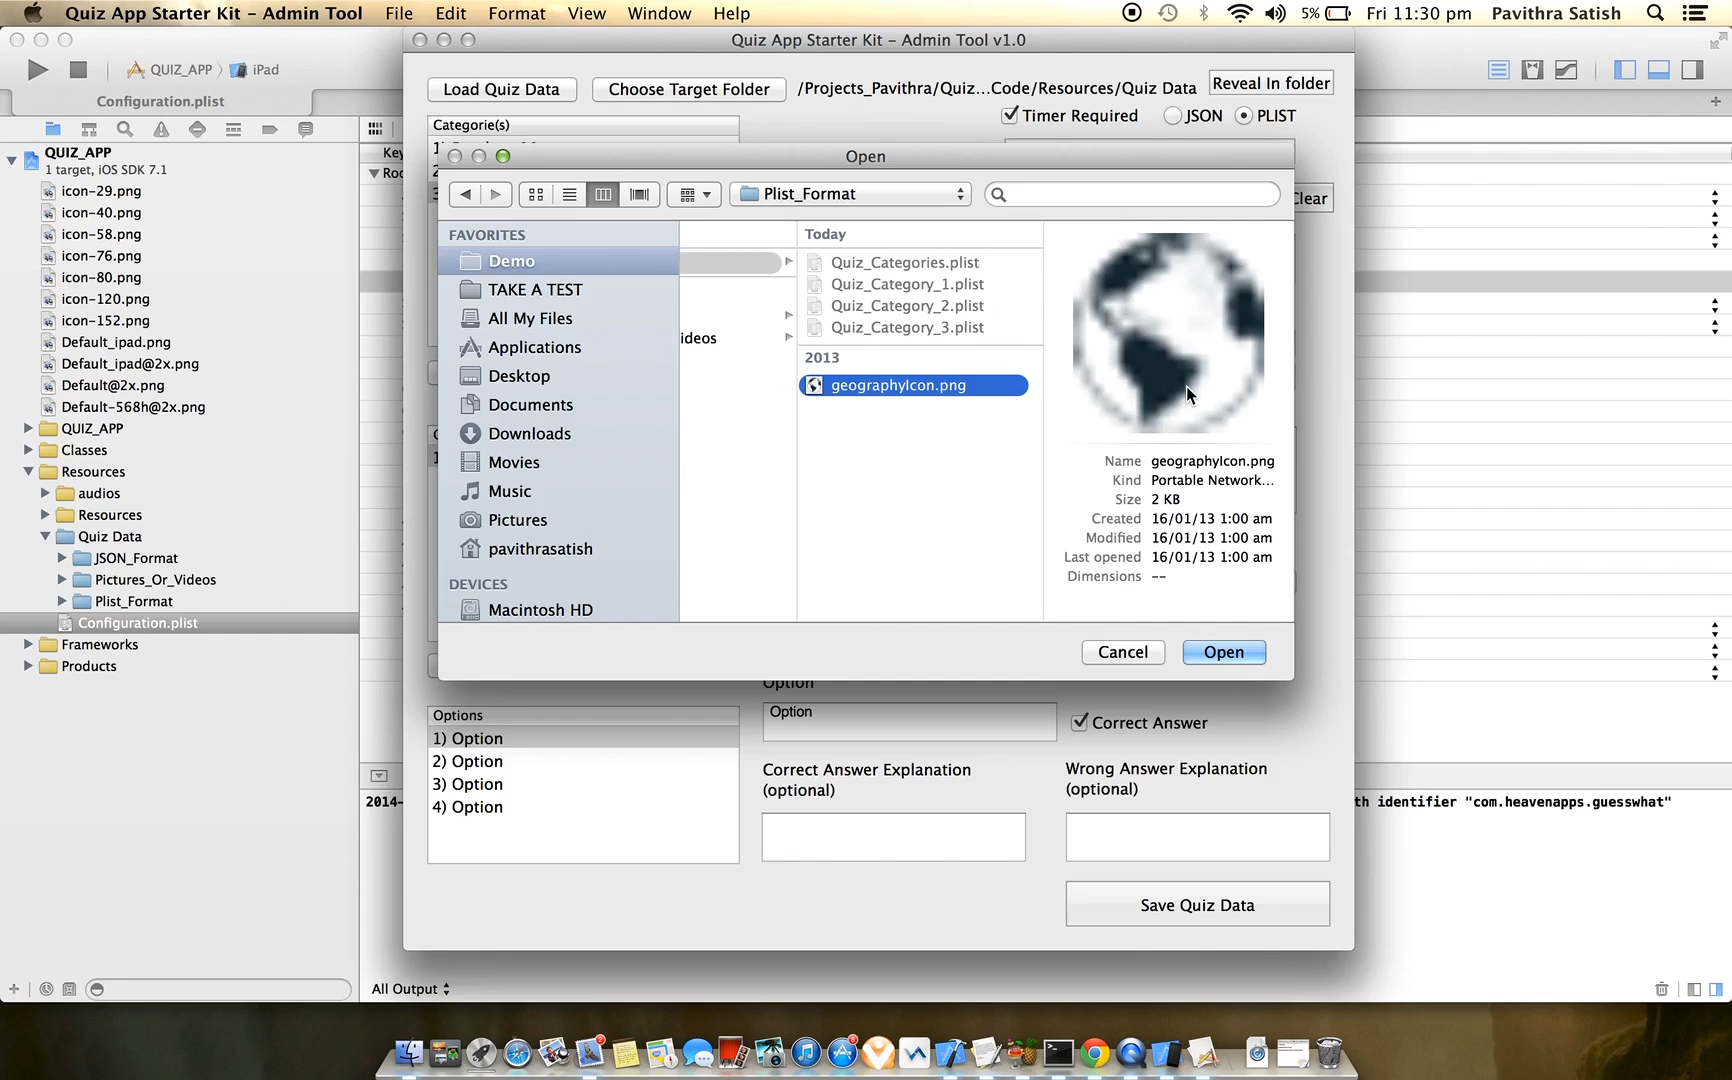 Quiz App Starter Kit – Admin Tool File Edit Format View Window Help 5% Fri 11:30 pm Pavithra Satish
Quiz App Starter Kit – Admin Tool v1.0
QUIZ_APP iPad
Configuration.plist
Load Quiz Data Choose Target Folder /Projects_Pavithra/Quiz...Code/Resources/Quiz Data Reveal In folder
Timer Required JSON PLIST
Categorie(s)
Clear
QUIZ_APP
1 target, iOS SDK 7.1
icon-29.png
icon-40.png
icon-58.png
icon-76.png
icon-80.png
icon-120.png
icon-152.png
Default_ipad.png
Default_ipad@2x.png
Default@2x.png
Default-568h@2x.png
QUIZ_APP
Classes
Resources
audios
Resources
Quiz Data
JSON_Format
Pictures_Or_Videos
Plist_Format
Configuration.plist
Frameworks
Products
Open
Plist_Format
FAVORITES
Demo
TAKE A TEST
All My Files
Applications
Desktop
Documents
Downloads
Movies
Music
Pictures
pavithrasatish
DEVICES
Macintosh HD
ideos
Today
Quiz_Categories.plist
Quiz_Category_1.plist
Quiz_Category_2.plist
Quiz_Category_3.plist
2013
geographyIcon.png
Name geographyIcon.png
Kind Portable Network...
Size 2 KB
Created 16/01/13 1:00 am
Modified 16/01/13 1:00 am
Last opened 16/01/13 1:00 am
Dimensions --
Cancel Open
Option
Options
1) Option
2) Option
3) Option
4) Option
Option
Correct Answer
Correct Answer Explanation
(optional)
Wrong Answer Explanation
(optional)
Save Quiz Data
2014-
th identifier "com.heavenapps.guesswhat"
All Output